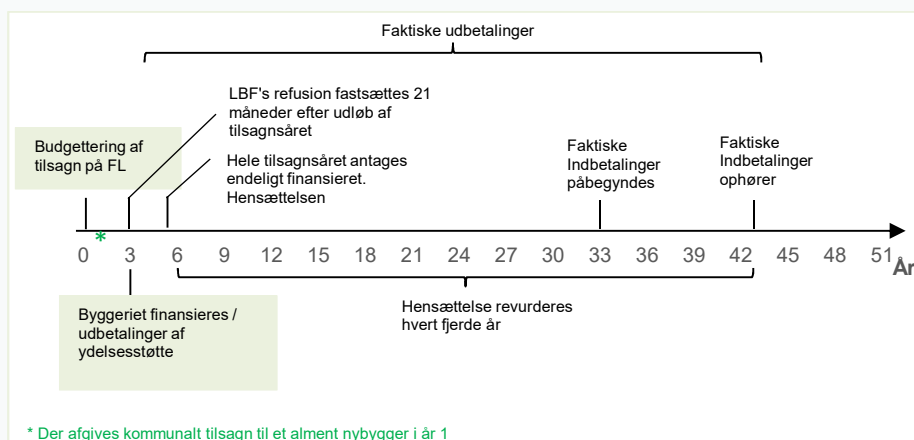 Faktiske udbetalinger
LBF's refusion fastsættes 21
måneder efter udløb af
tilsagnsåret
Budgettering af
tilsagn på FL
Hele tilsagnsåret antages
endeligt finansieret.
Hensættelsen
Faktiske
Indbetalinger
påbegyndes
Faktiske
Indbetalinger
ophører
*
0 3 6 9 12 15 18 21 24 27 30 33 36 39 42 45 48 51
År
Byggeriet finansieres /
udbetalinger af
ydelsesstøtte
Hensættelse revurderes
hvert fjerde år
* Der afgives kommunalt tilsagn til et alment nybygger i år 1